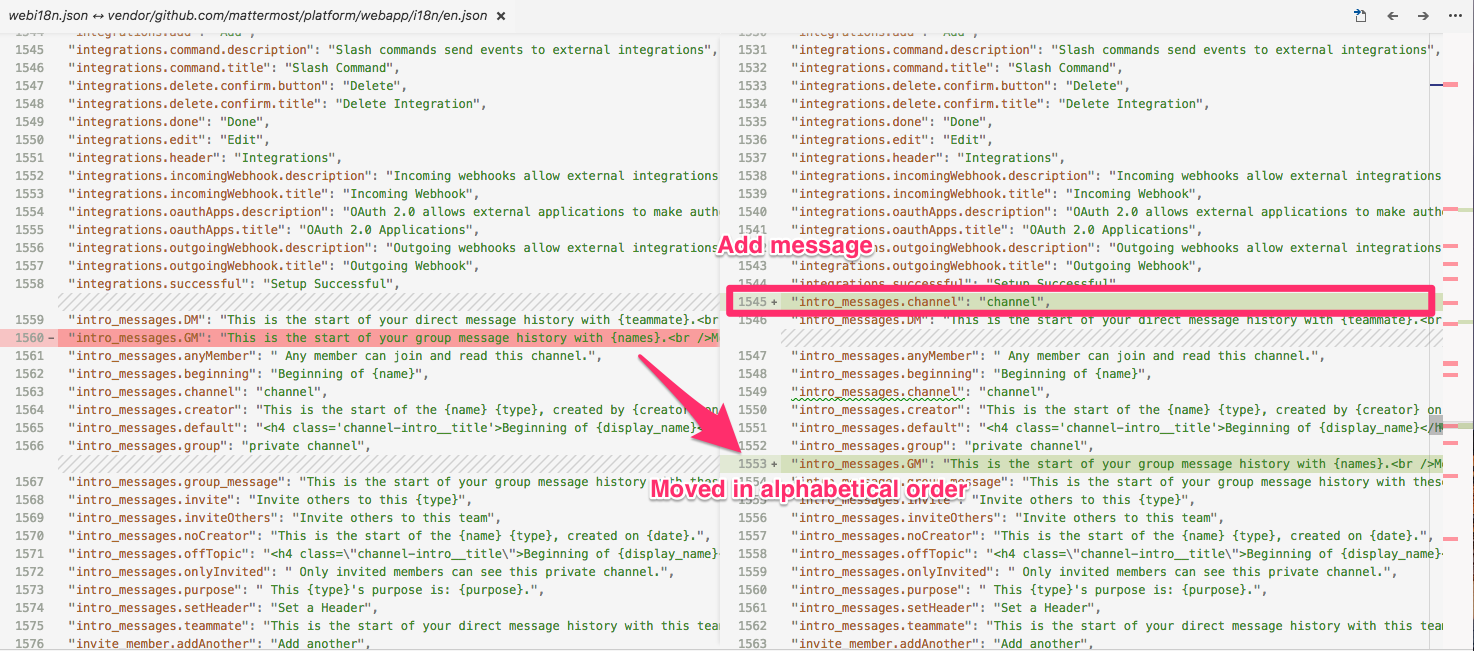 webi18n.json ↔ vendor/github.com/mattermost/platform/webapp/i18n/en.json ×
1544 "integrations.add": "Add",
1545 "integrations.command.description": "Slash commands send events to external integrations",
1546 "integrations.command.title": "Slash Command",
1547 "integrations.delete.confirm.button": "Delete",
1548 "integrations.delete.confirm.title": "Delete Integration",
1549 "integrations.done": "Done",
1550 "integrations.edit": "Edit",
1551 "integrations.header": "Integrations",
1552 "integrations.incomingWebhook.description": "Incoming webhooks allow external integrations
1553 "integrations.incomingWebhook.title": "Incoming Webhook",
1554 "integrations.oauthApps.description": "OAuth 2.0 allows external applications to make auth
1555 "integrations.oauthApps.title": "OAuth 2.0 Applications",
1556 "integrations.outgoingWebhook.description": "Outgoing webhooks allow external integrations
1557 "integrations.outgoingWebhook.title": "Outgoing Webhook",
1558 "integrations.successful": "Setup Successful",
1559 "intro_messages.DM": "This is the start of your direct message history with {teammate}.<br
1560 - "intro_messages.GM": "This is the start of your group message history with {names}.<br />M
1561 "intro_messages.anyMember": " Any member can join and read this channel.",
1562 "intro_messages.beginning": "Beginning of {name}",
1563 "intro_messages.channel": "channel",
1564 "intro_messages.creator": "This is the start of the {name} {type}, created by {creator} on
1565 "intro_messages.default": "<h4 class='channel-intro__title'>Beginning of {display_name}<
1566 "intro_messages.group": "private channel",
1567 "intro_messages.group_message": "This is the start of your group message history with thes
1568 "intro_messages.invite": "Invite others to this {type}",
1569 "intro_messages.inviteOthers": "Invite others to this team",
1570 "intro_messages.noCreator": "This is the start of the {name} {type}, created on {date}.",
1571 "intro_messages.offTopic": "<h4 class=\"channel-intro__title\">Beginning of {display_name}
1572 "intro_messages.onlyInvited": " Only invited members can see this private channel.",
1573 "intro_messages.purpose": " This {type}'s purpose is: {purpose}.",
1574 "intro_messages.setHeader": "Set a Header",
1575 "intro_messages.teammate": "This is the start of your direct message history with this tea
1576 "invite_member.addAnother": "Add another",
1530 "integrations.add": "Add",
1531 "integrations.command.description": "Slash commands send events to external integrations",
1532 "integrations.command.title": "Slash Command",
1533 "integrations.delete.confirm.button": "Delete",
1534 "integrations.delete.confirm.title": "Delete Integration",
1535 "integrations.done": "Done",
1536 "integrations.edit": "Edit",
1537 "integrations.header": "Integrations",
1538 "integrations.incomingWebhook.description": "Incoming webhooks allow external integrations
1539 "integrations.incomingWebhook.title": "Incoming Webhook",
1540 "integrations.oauthApps.description": "OAuth 2.0 allows external applications to make auth
1541 "integrations.oauthApps.title": "OAuth 2.0 Applications",
Add message
"integrations.outgoingWebhook.description": "Outgoing webhooks allow external integrations
1543 "integrations.outgoingWebhook.title": "Outgoing Webhook",
1544 "integrations.successful": "Setup Successful",
1545 + "intro_messages.channel": "channel",
1546 "intro_messages.DM": "This is the start of your direct message history with {teammate}.<br
1547 "intro_messages.anyMember": " Any member can join and read this channel.",
1548 "intro_messages.beginning": "Beginning of {name}",
1549 "intro_messages.channel": "channel",
1550 "intro_messages.creator": "This is the start of the {name} {type}, created by {creator} on
1551 "intro_messages.default": "<h4 class='channel-intro__title'>Beginning of {display_name}</h
1552 "intro_messages.group": "private channel",
1553 + "intro_messages.GM": "This is the start of your group message history with {names}.<br />M
1554 "intro_messages.group_message": "This is the start of your group message history with thes
Moved in alphabetical order
1555 "intro_messages.invite": "Invite others to this {type}",
1556 "intro_messages.inviteOthers": "Invite others to this team",
1557 "intro_messages.noCreator": "This is the start of the {name} {type}, created on {date}.",
1558 "intro_messages.offTopic": "<h4 class=\"channel-intro__title\">Beginning of {display_name}
1559 "intro_messages.onlyInvited": " Only invited members can see this private channel.",
1560 "intro_messages.purpose": " This {type}'s purpose is: {purpose}.",
1561 "intro_messages.setHeader": "Set a Header",
1562 "intro_messages.teammate": "This is the start of your direct message history with this tea
1563 "invite_member.addAnother": "Add another",